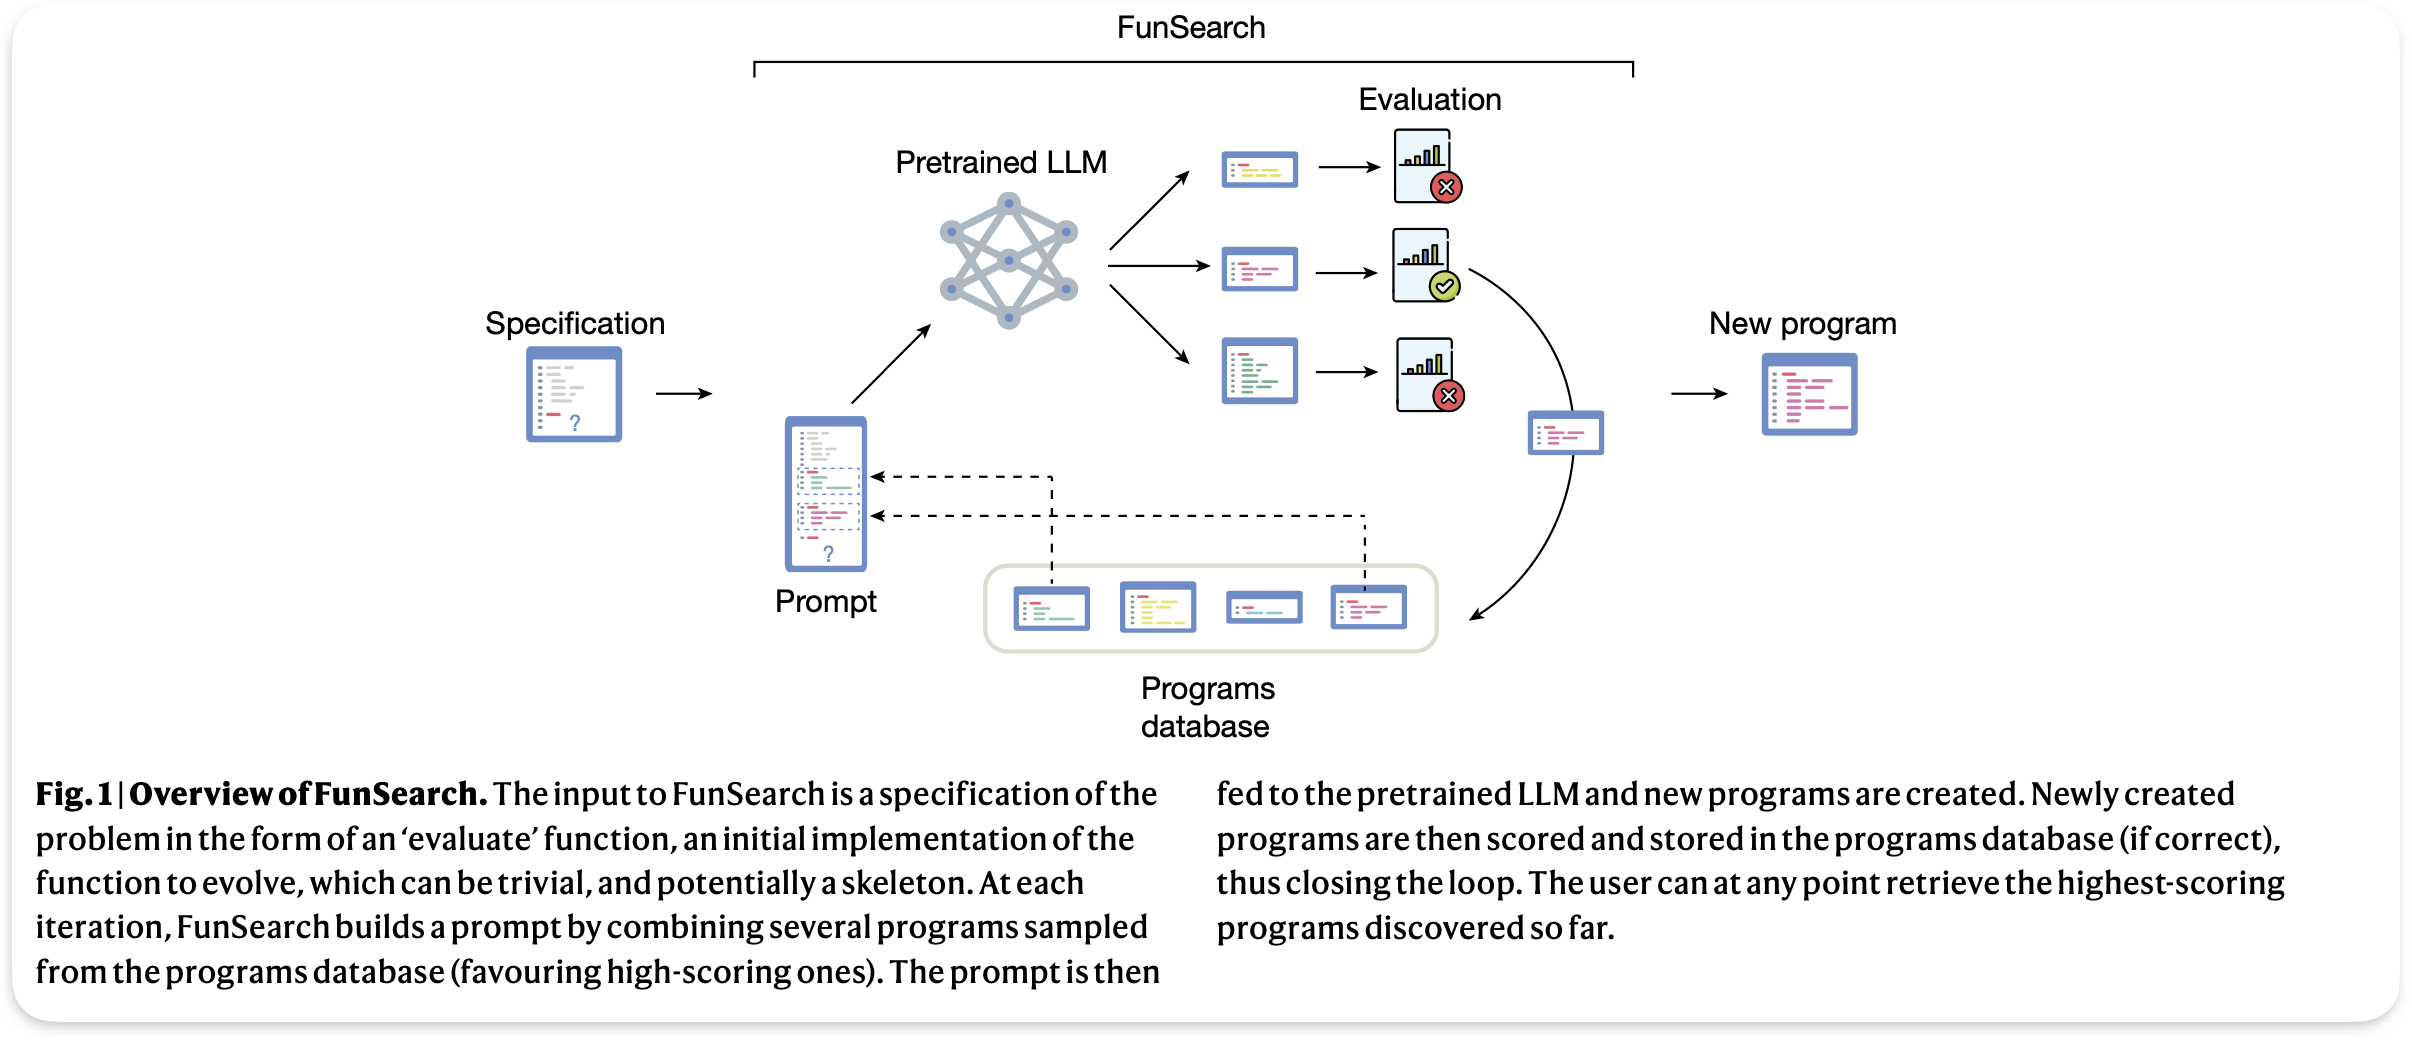 FunSearch
Evaluation
Pretrained LLM
Specification
?
New program
?
Prompt
Programs
database
Fig. 1 | Overview of FunSearch. The input to FunSearch is a specification of the
problem in the form of an ‘evaluate’ function, an initial implementation of the
function to evolve, which can be trivial, and potentially a skeleton. At each
iteration, FunSearch builds a prompt by combining several programs sampled
from the programs database (favouring high-scoring ones). The prompt is then
fed to the pretrained LLM and new programs are created. Newly created
programs are then scored and stored in the programs database (if correct),
thus closing the loop. The user can at any point retrieve the highest-scoring
programs discovered so far.